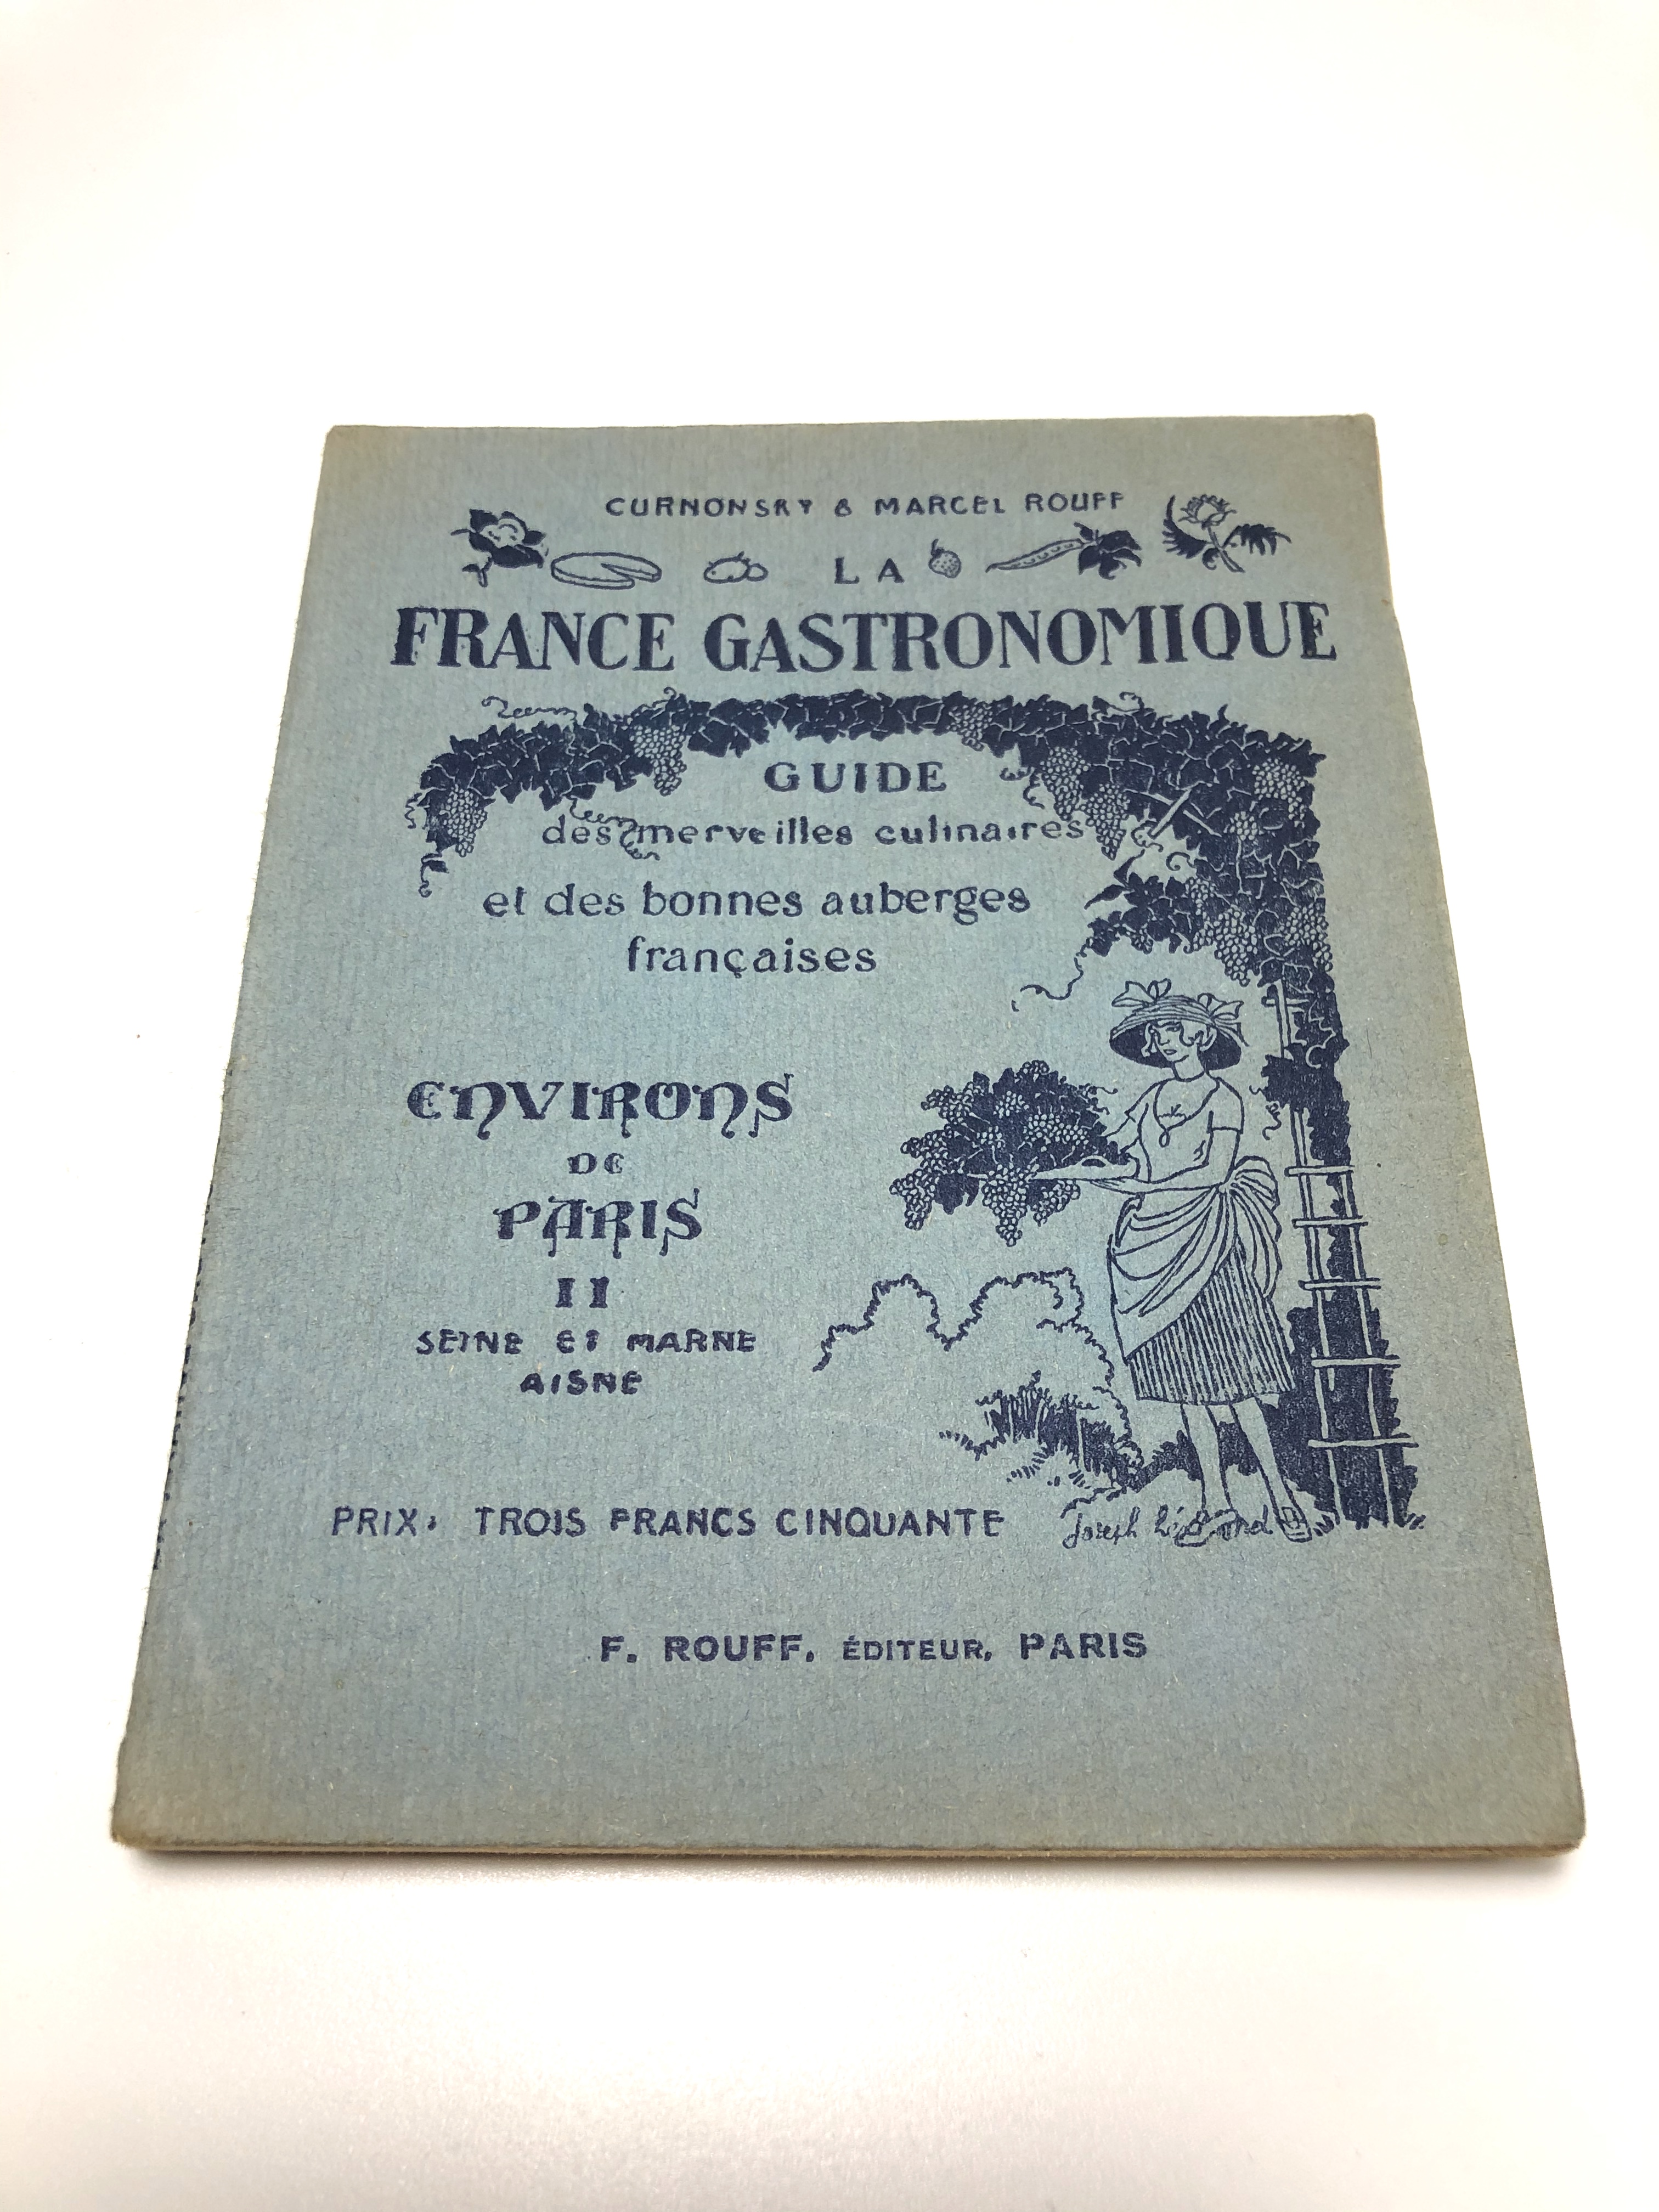 CURNONSKY & MARCEL ROUFF
LA
FRANCE GASTRONOMIQUE
GUIDE
des merveilles culinaires
et des bonnes auberges
françaises
ENVIRONS
DE
PARIS
II
SEINE ET MARNE
AISNE
PRIX: TROIS FRANCS CINQUANTE
Joseph
F. ROUFF, ÉDITEUR, PARIS